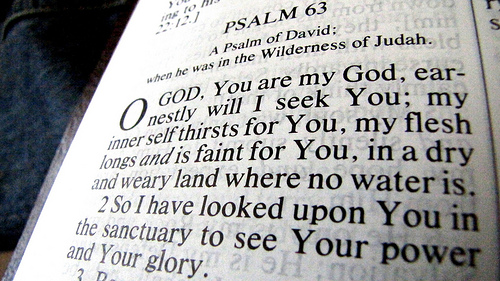 ing to his
22:12.]
PSALM 63
A Psalm of David;
when he was in the Wilderness of Judah.
O GOD, You are my God, ear-
nestly will I seek You; my
inner self thirsts for You, my flesh
longs and is faint for You, in a dry
and weary land where no water is.
2 So I have looked upon You in
the sanctuary to see Your power
and Your glory.
3